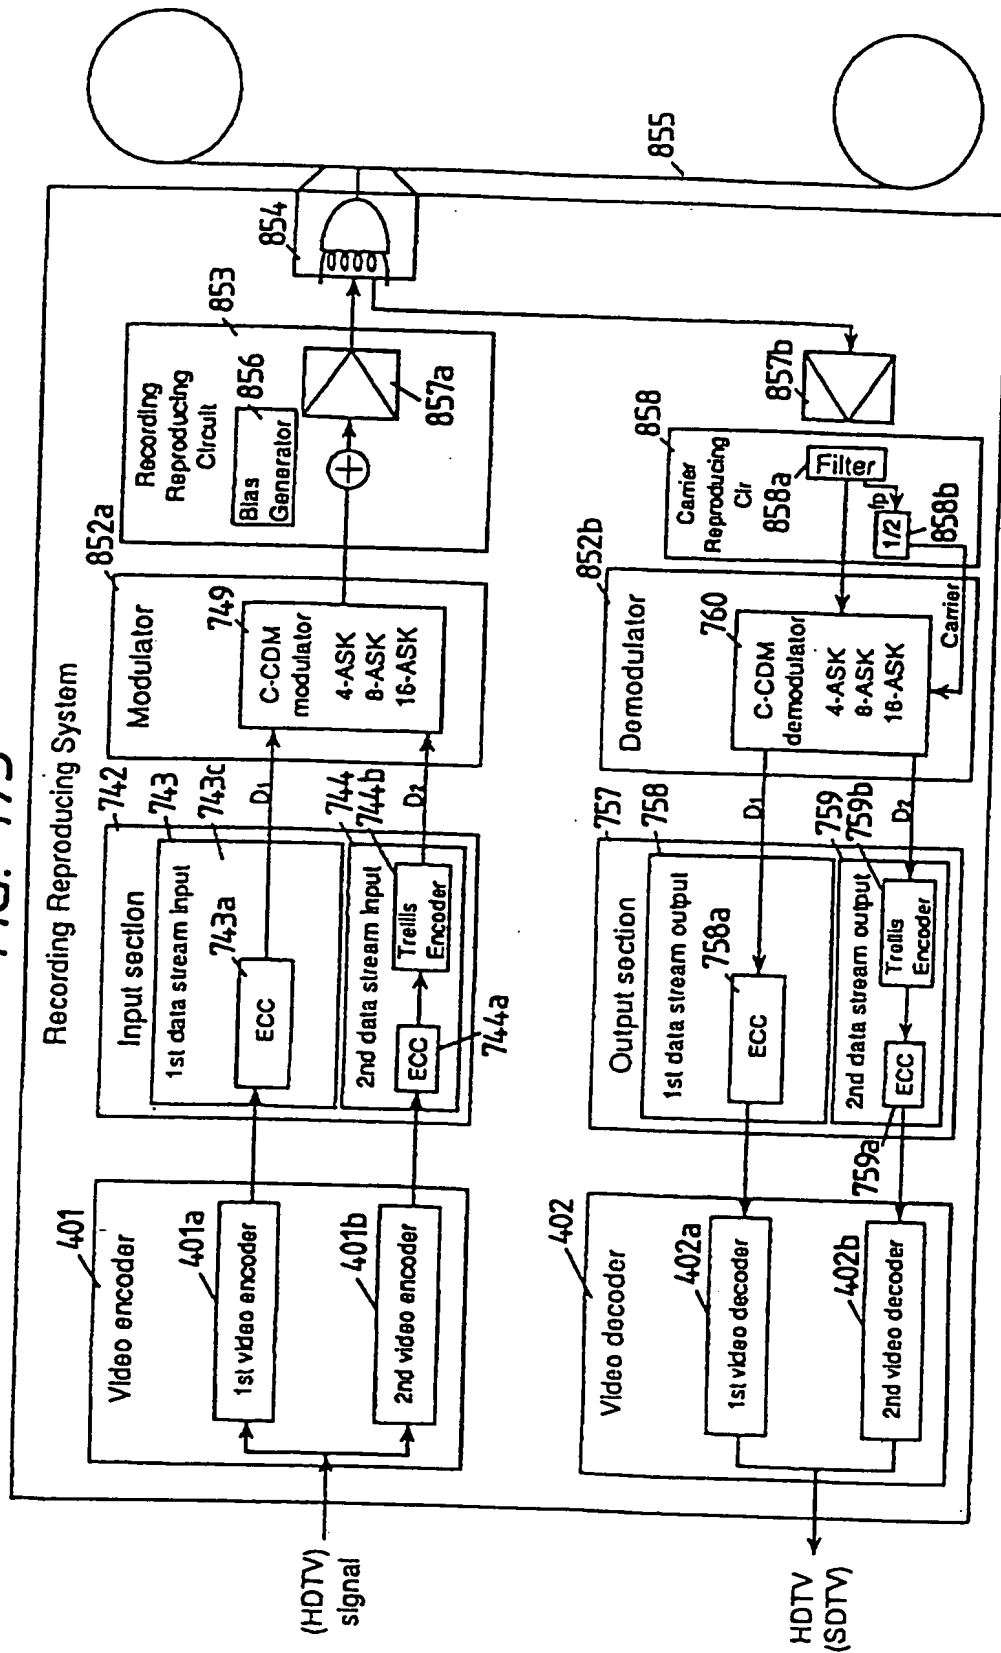 Recording Reproducing System
(HDTV)
signal
401
Video encoder
401a
1st video encoder
401b
2nd video encoder
742
Input section
743
1st data stream input
743c
743a
ECC
744
2nd data stream input
744b
ECC
744a
Trellis
Encoder
D1
D2
852a
Modulator
749
C-CDM
modulator
4-ASK
8-ASK
16-ASK
853
Recording
Reproducing
Circuit
856
Bias
Generator
857a
854
855
HDTV
(SDTV)
402
Video decoder
402a
1st video decoder
402b
2nd video decoder
757
Output section
758
1st data stream output
758a
ECC
759
2nd data stream output
759b
ECC
759a
Trellis
Encoder
D1
D2
852b
Demodulator
760
C-CDM
demodulator
4-ASK
8-ASK
16-ASK
Carrier
858
Carrier
Reproducing
Cir
858a
Filter
fp
1/2
858b
857b